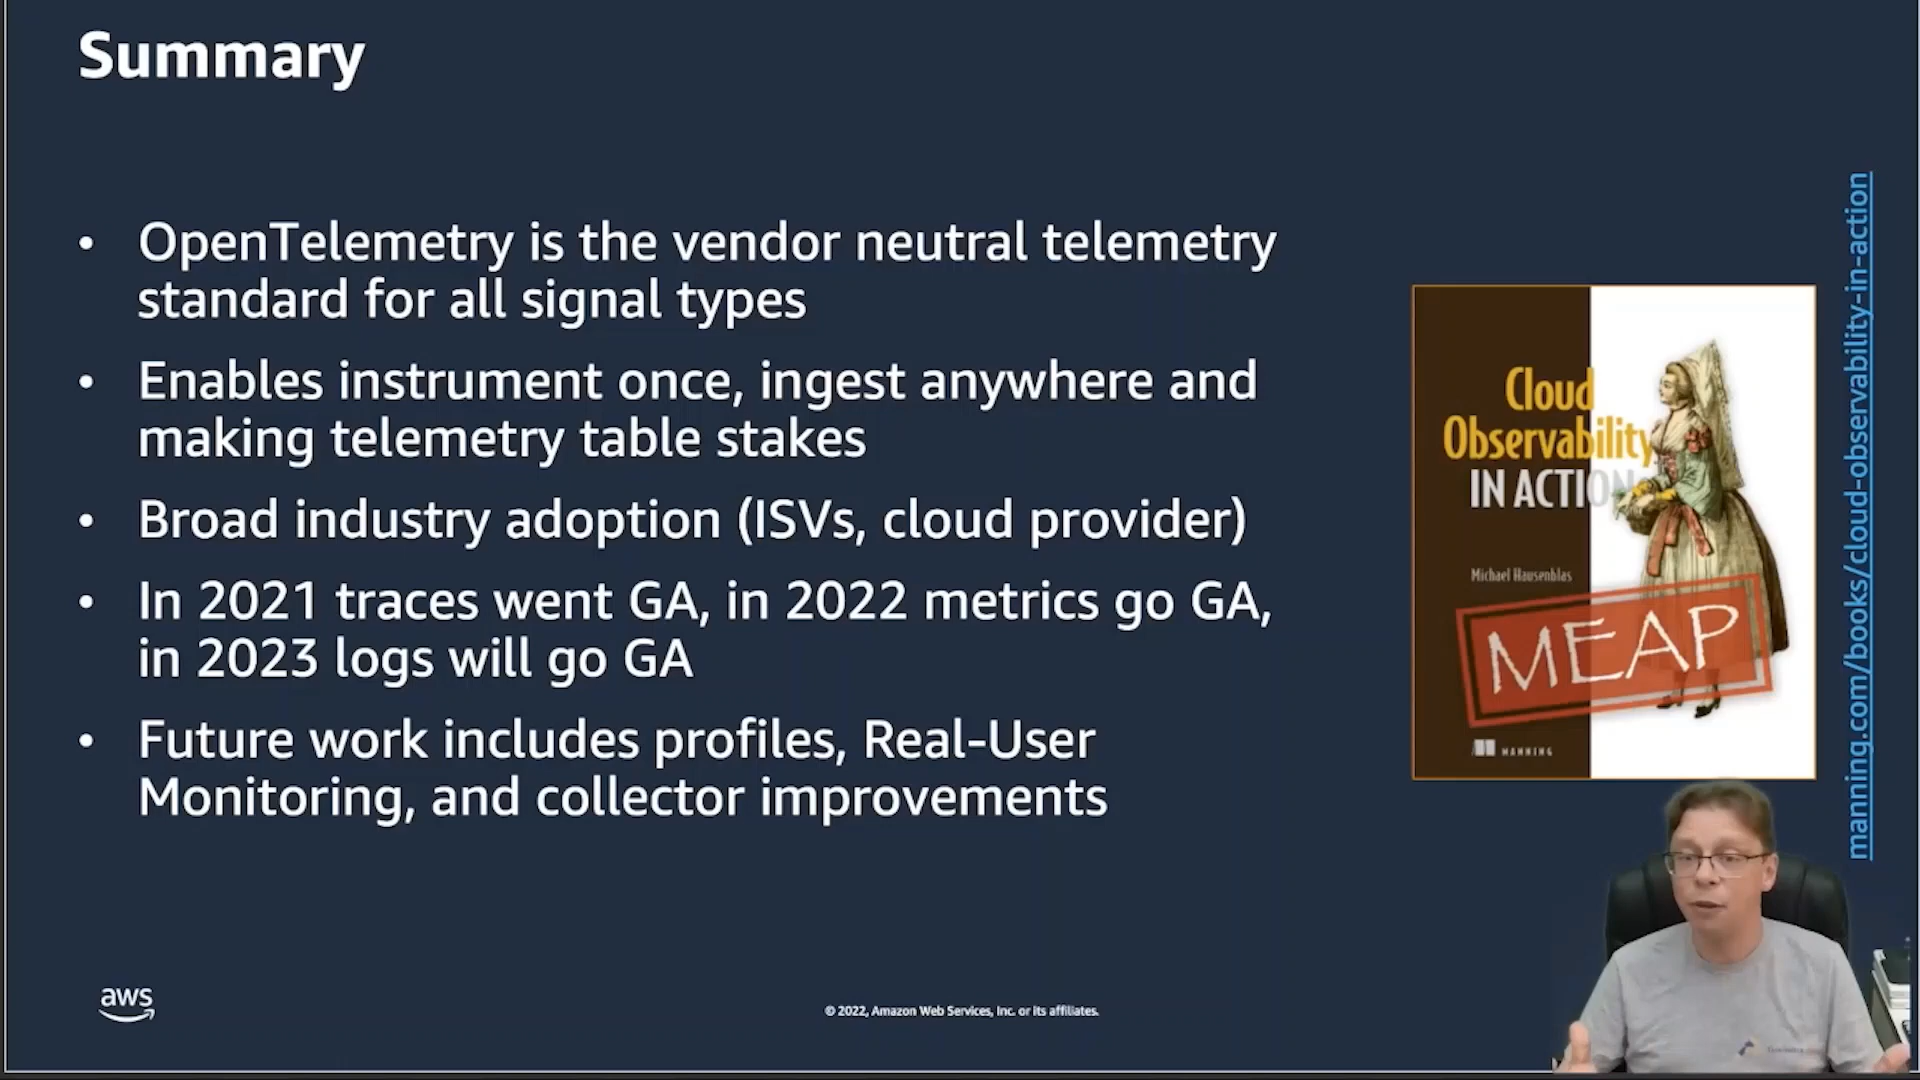 Summary
• OpenTelemetry is the vendor neutral telemetry
standard for all signal types
• Enables instrument once, ingest anywhere and
making telemetry table stakes
• Broad industry adoption (ISVs, cloud provider)
• In 2021 traces went GA, in 2022 metrics go GA,
in 2023 logs will go GA
• Future work includes profiles, Real-User
Monitoring, and collector improvements
Cloud
Observability
IN ACTION
Michael Hausenblas
MEAP
MANNING
manning.com/books/cloud-observability-in-action
aws
© 2022, Amazon Web Services, Inc. or its affiliates.